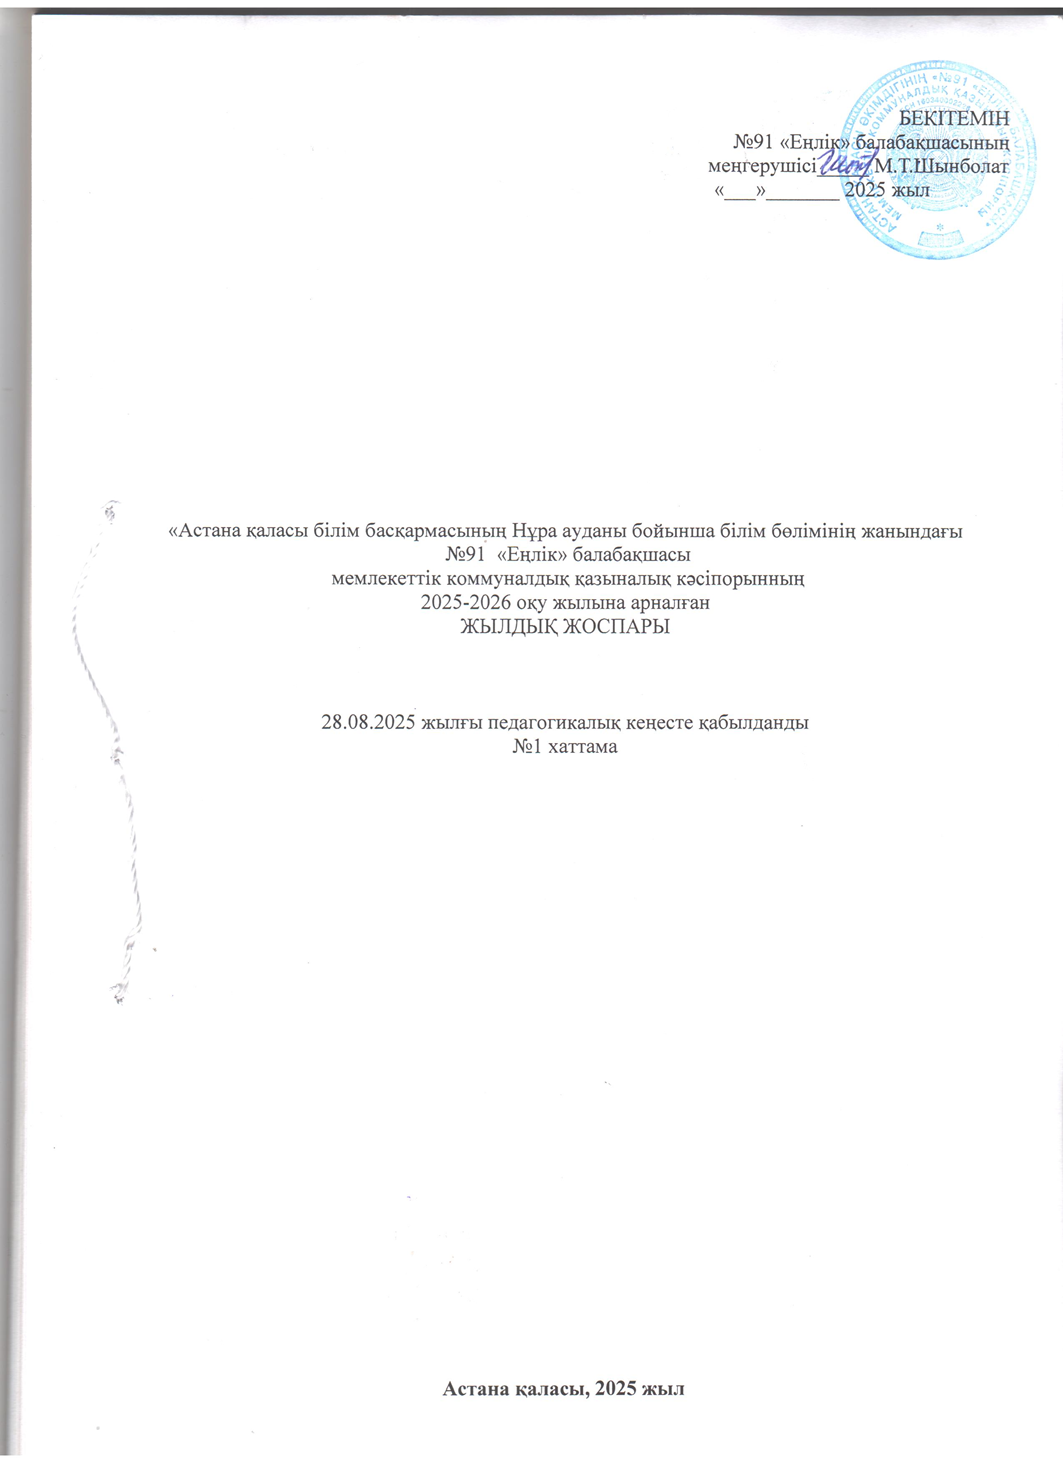 БЕКІТЕМІН
№91 «Еңлік» балабақшасының
меңгерушісі_____М.Т.Шынболат
«___»_______ 2025 жыл
«Астана қаласы білім басқармасының Нұра ауданы бойынша білім бөлімінің жанындағы
№91 «Еңлік» балабақшасы
мемлекеттік коммуналдық қазыналық кәсіпорынның
2025-2026 оқу жылына арналған
ЖЫЛДЫҚ ЖОСПАРЫ
28.08.2025 жылғы педагогикалық кеңесте қабылданды
№1 хаттама
Астана қаласы, 2025 жыл